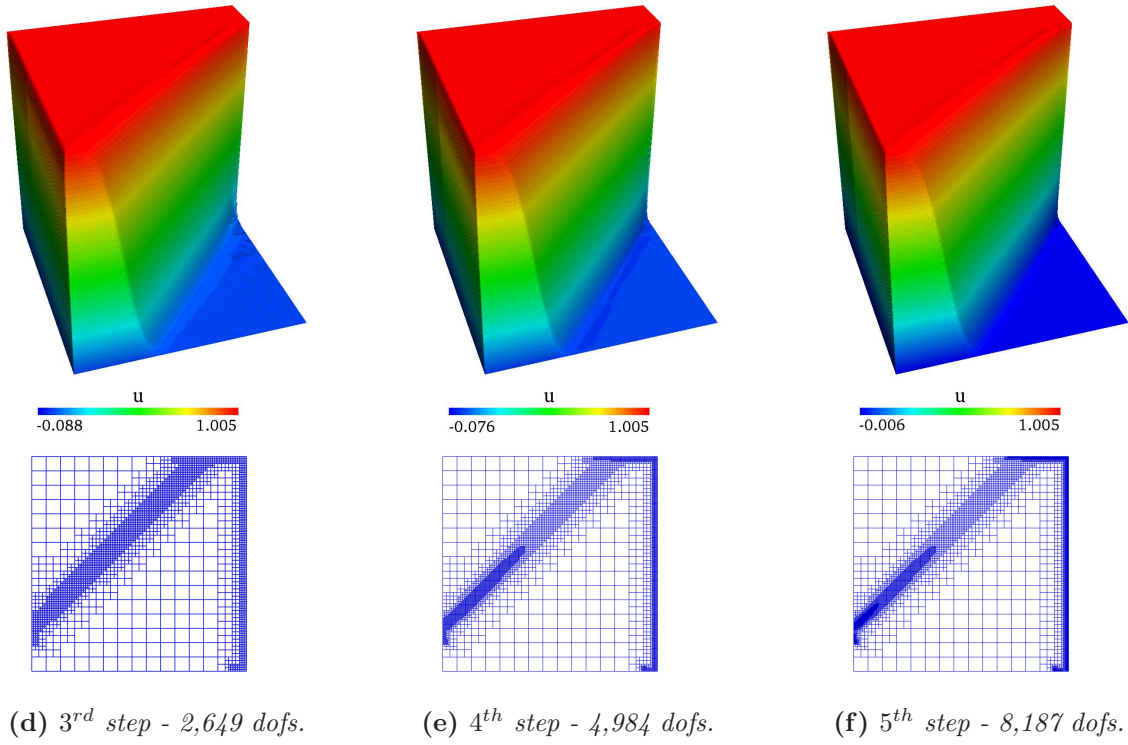 u u u
-0.088 1.005 -0.076 1.005 -0.006 1.005
(d) 3rd step - 2,649 dofs. (e) 4th step - 4,984 dofs. (f) 5th step - 8,187 dofs.